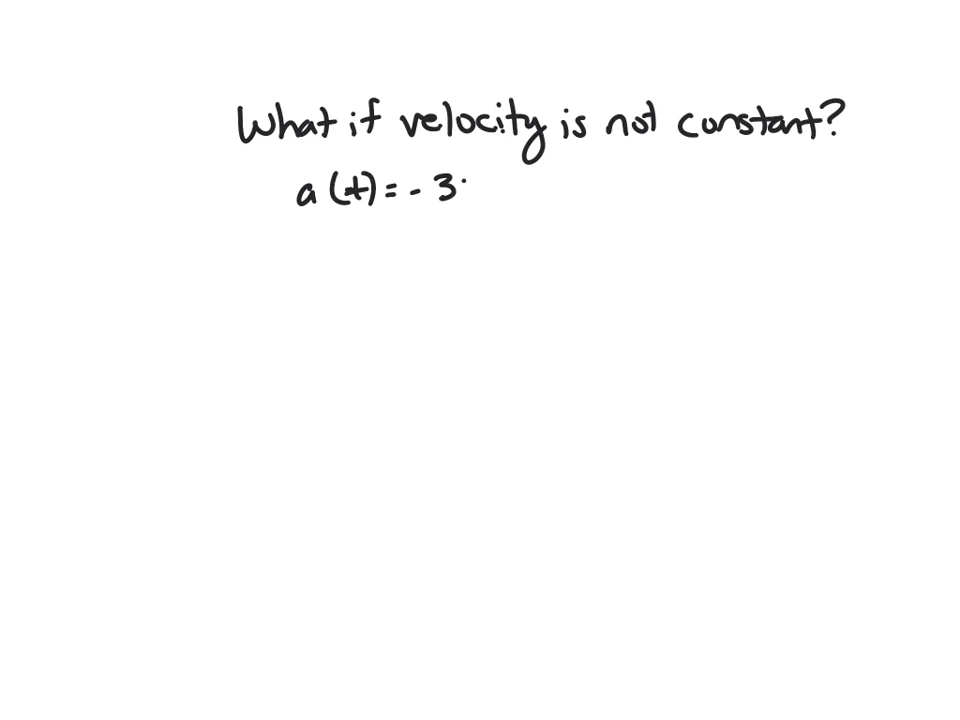 What if velocity is not constant?
a (t) = - 3